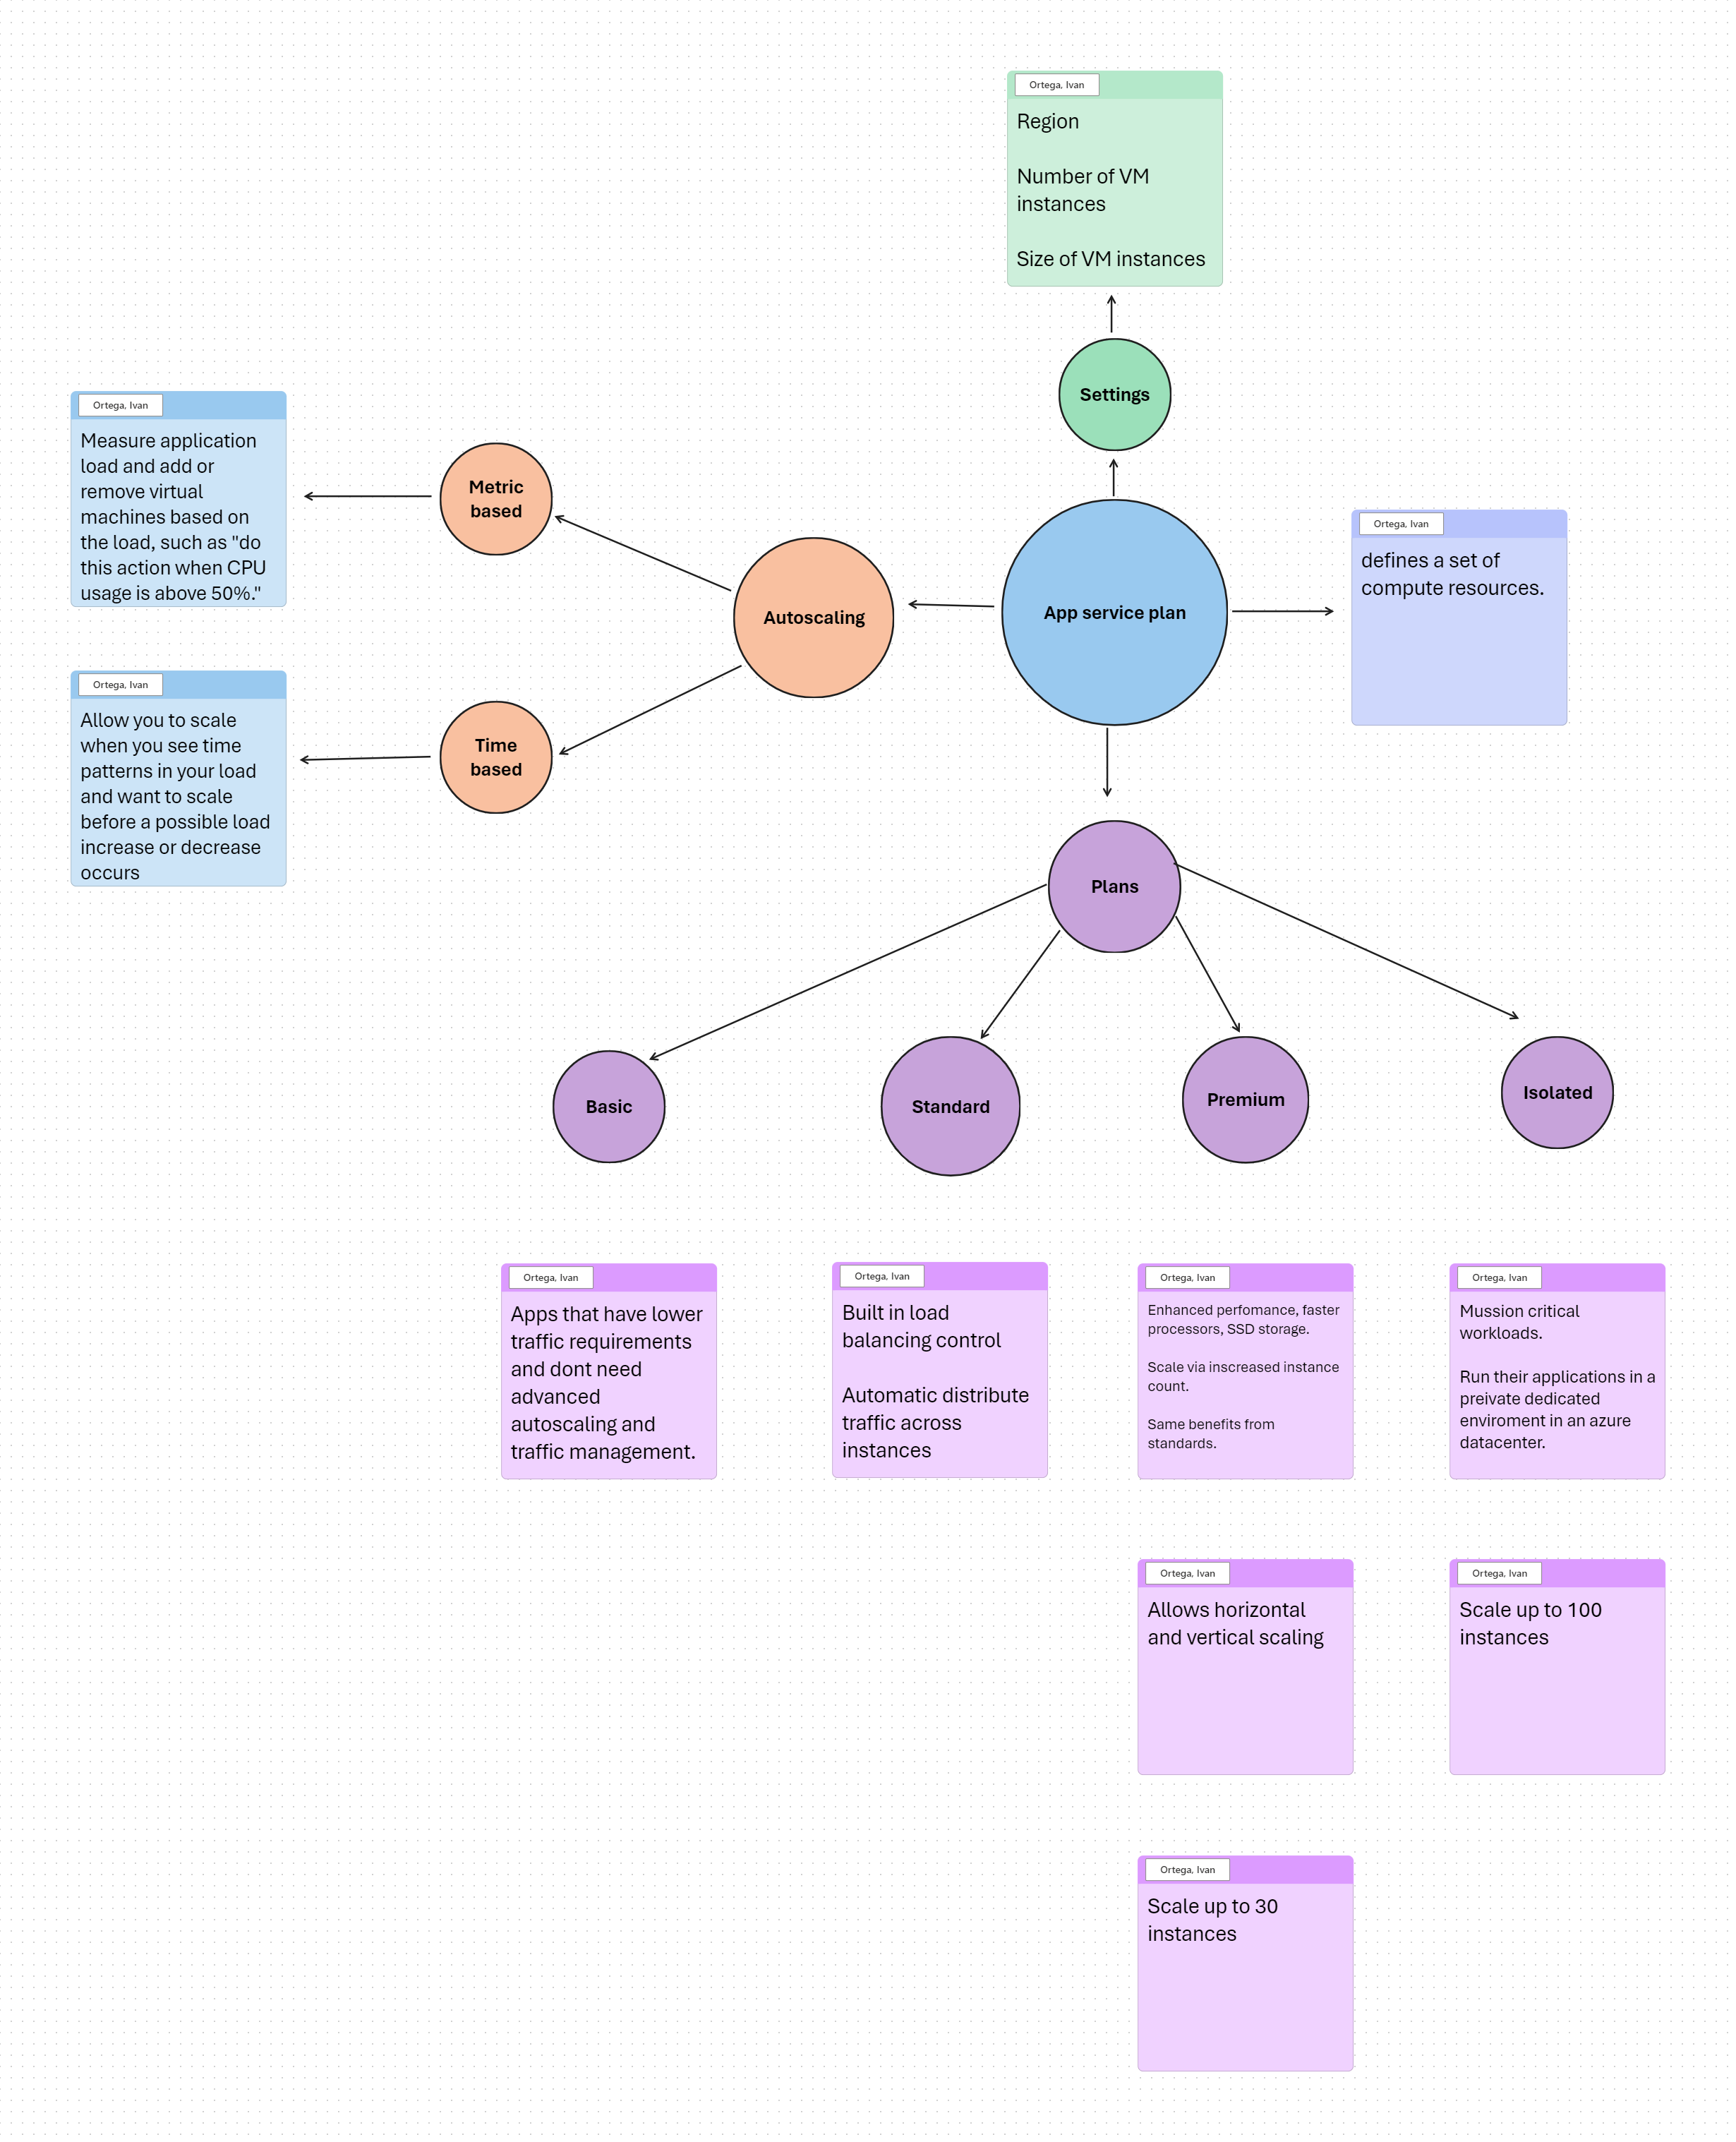 Ortega, Ivan
Region
Number of VM
instances
Size of VM instances
Settings
Ortega, Ivan
Measure application
load and add or
remove virtual
machines based on
the load, such as "do
this action when CPU
usage is above 50%."
Metric
based
Ortega, Ivan
defines a set of
compute resources.
Autoscaling
App service plan
Ortega, Ivan
Allow you to scale
when you see time
patterns in your load
and want to scale
before a possible load
increase or decrease
occurs
Time
based
Plans
Basic
Standard
Premium
Isolated
Ortega, Ivan
Apps that have lower
traffic requirements
and dont need
advanced
autoscaling and
traffic management.
Ortega, Ivan
Built in load
balancing control
Automatic distribute
traffic across
instances
Ortega, Ivan
Enhanced perfomance, faster
processors, SSD storage.
Scale via inscreased instance
count.
Same benefits from
standards.
Ortega, Ivan
Mussion critical
workloads.
Run their applications in a
preivate dedicated
enviroment in an azure
datacenter.
Ortega, Ivan
Allows horizontal
and vertical scaling
Ortega, Ivan
Scale up to 100
instances
Ortega, Ivan
Scale up to 30
instances